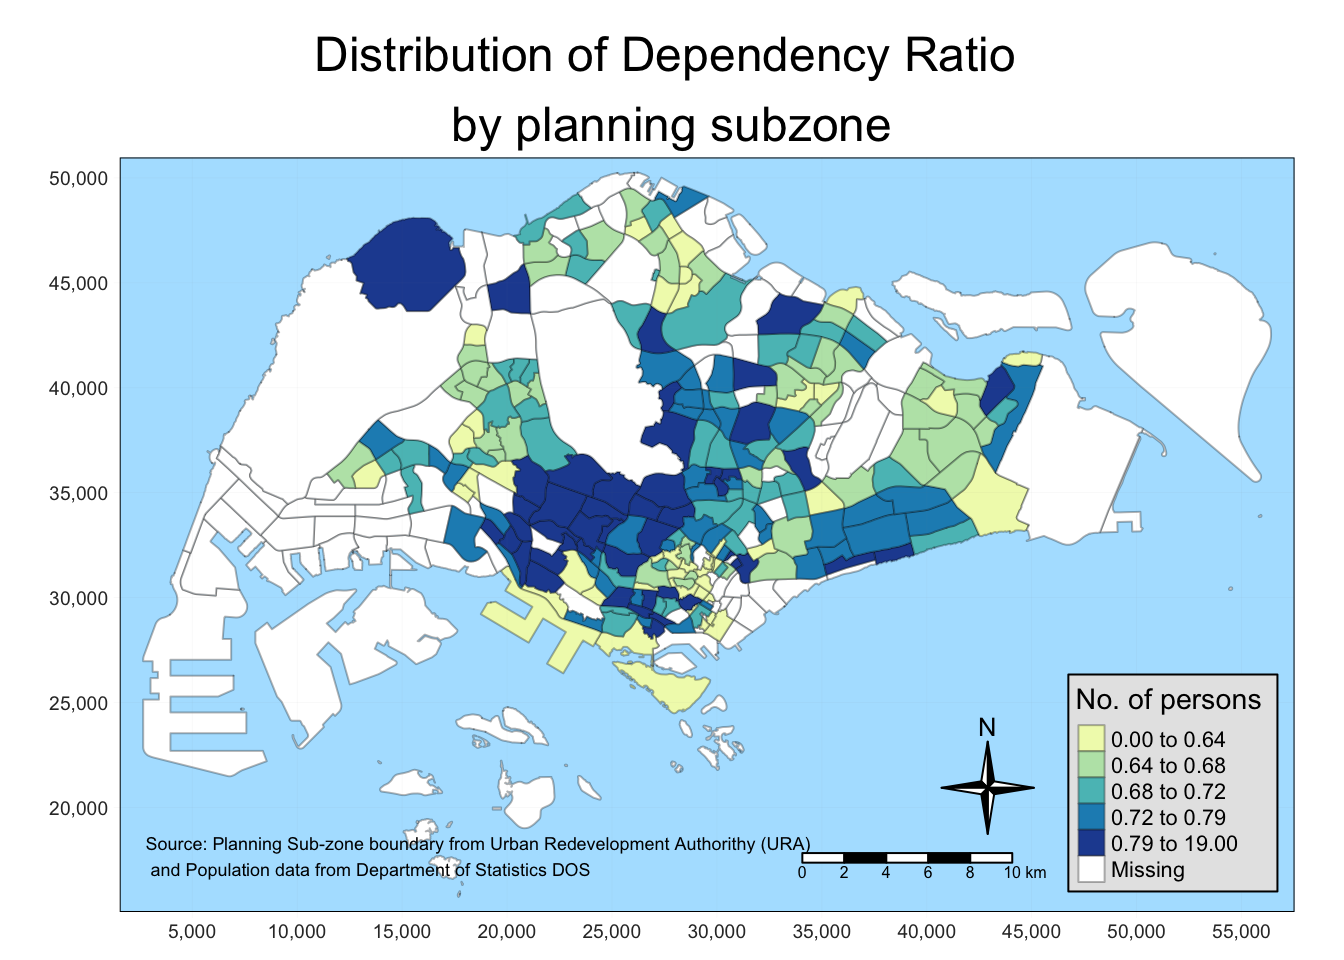 Distribution of Dependency Ratio
by planning subzone
50,000
45,000
40,000
35,000
30,000
25,000
20,000
No. of persons
0.00 to 0.64
0.64 to 0.68
0.68 to 0.72
0.72 to 0.79
0.79 to 19.00
Missing
N
Source: Planning Sub-zone boundary from Urban Redevelopment Authorithy (URA)
and Population data from Department of Statistics DOS
0 2 4 6 8 10 km
5,000 10,000 15,000 20,000 25,000 30,000 35,000 40,000 45,000 50,000 55,000